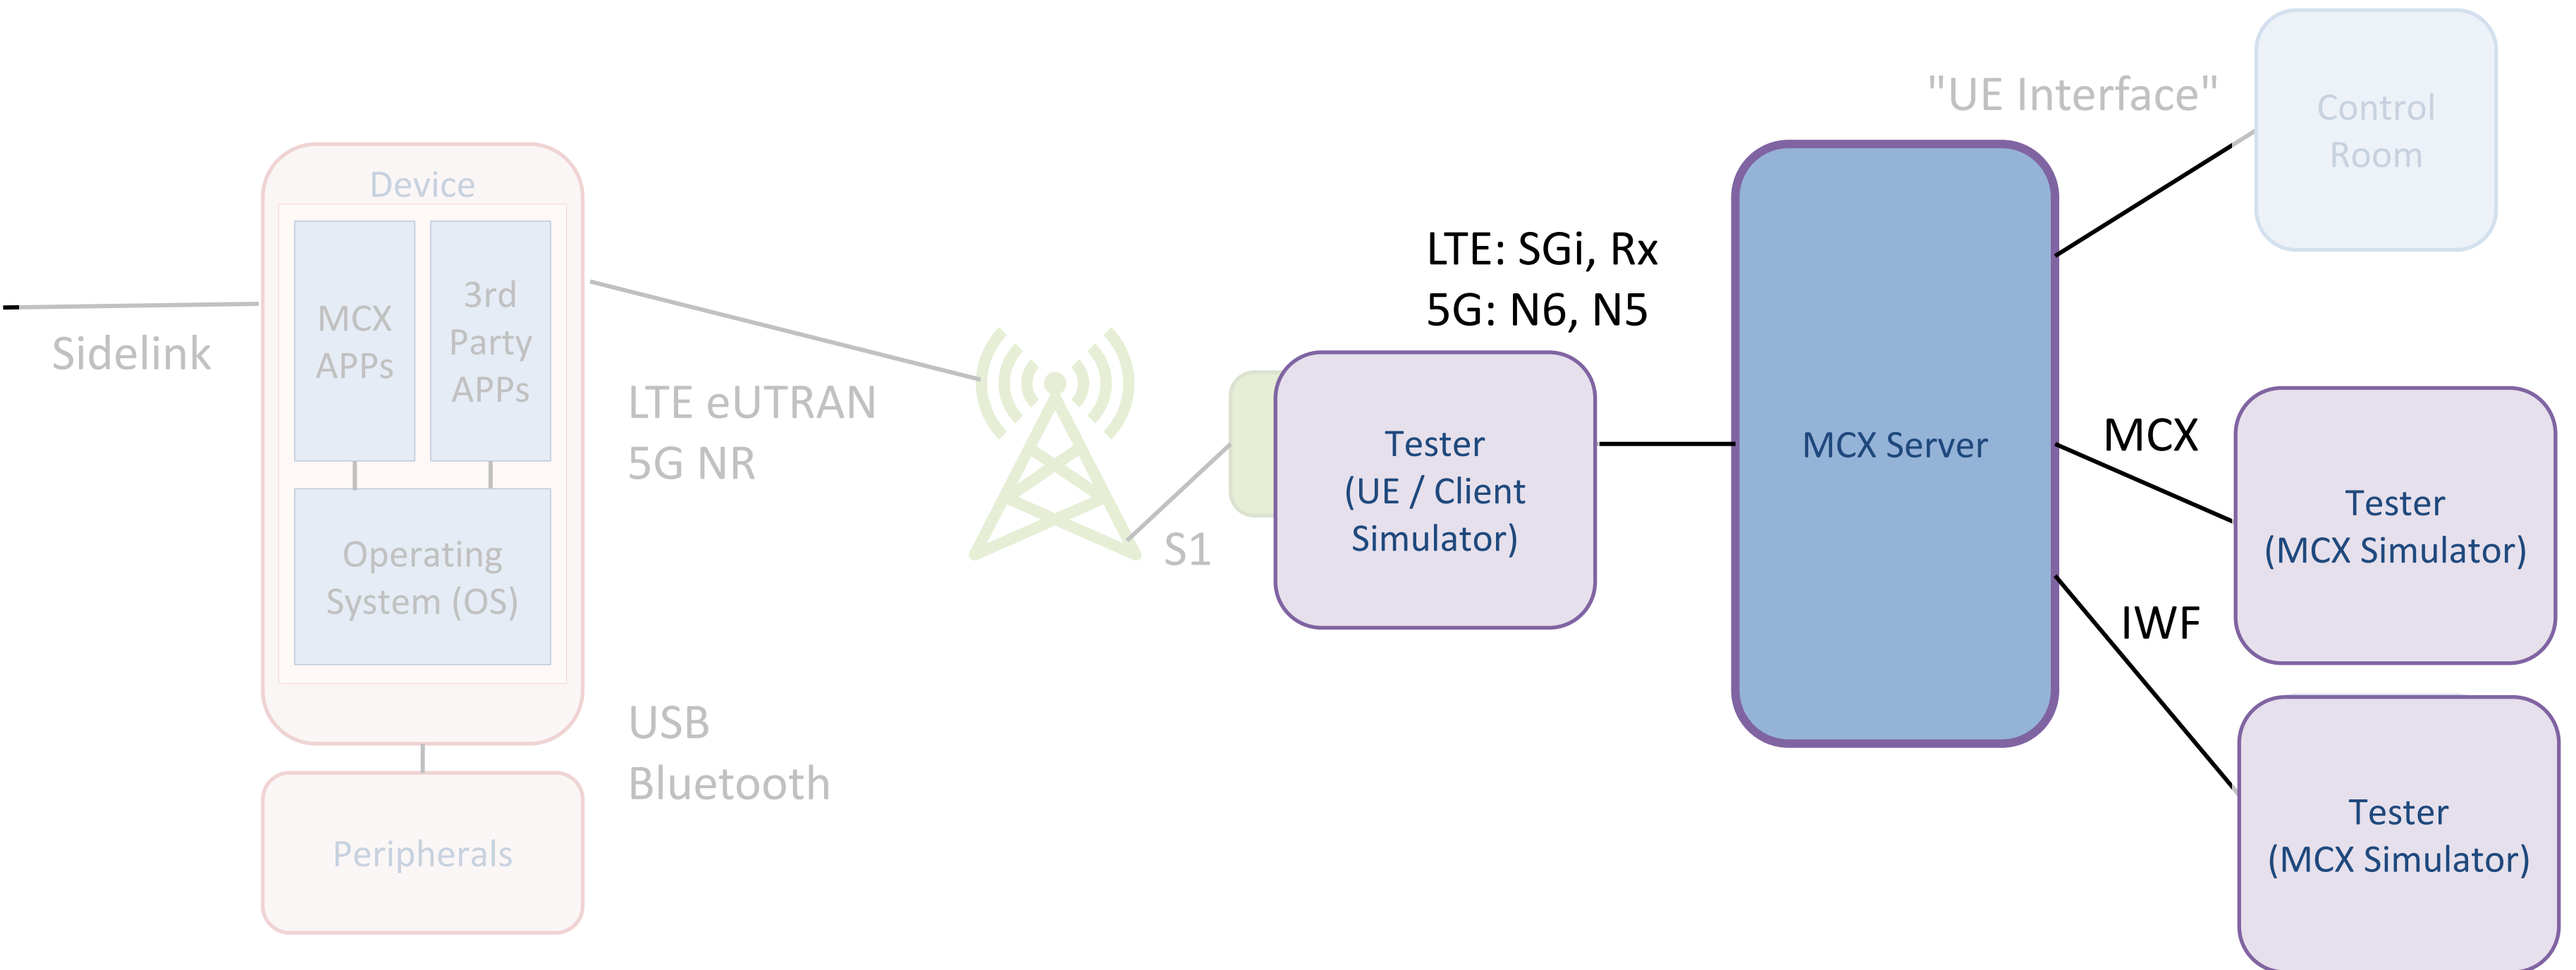 "UE Interface"
Control
Room
Device
MCX
APPs
3rd
Party
APPs
Operating
System (OS)
Sidelink
LTE eUTRAN
5G NR
USB
Bluetooth
Peripherals
S1
LTE: SGi, Rx
5G: N6, N5
Tester
(UE / Client
Simulator)
MCX Server
MCX
Tester
(MCX Simulator)
IWF
Tester
(MCX Simulator)